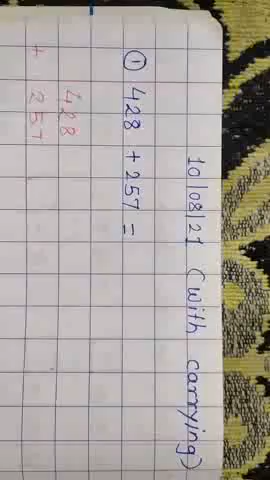 10/08/21 (with carrying)
① 428 + 257 =
428
+ 257